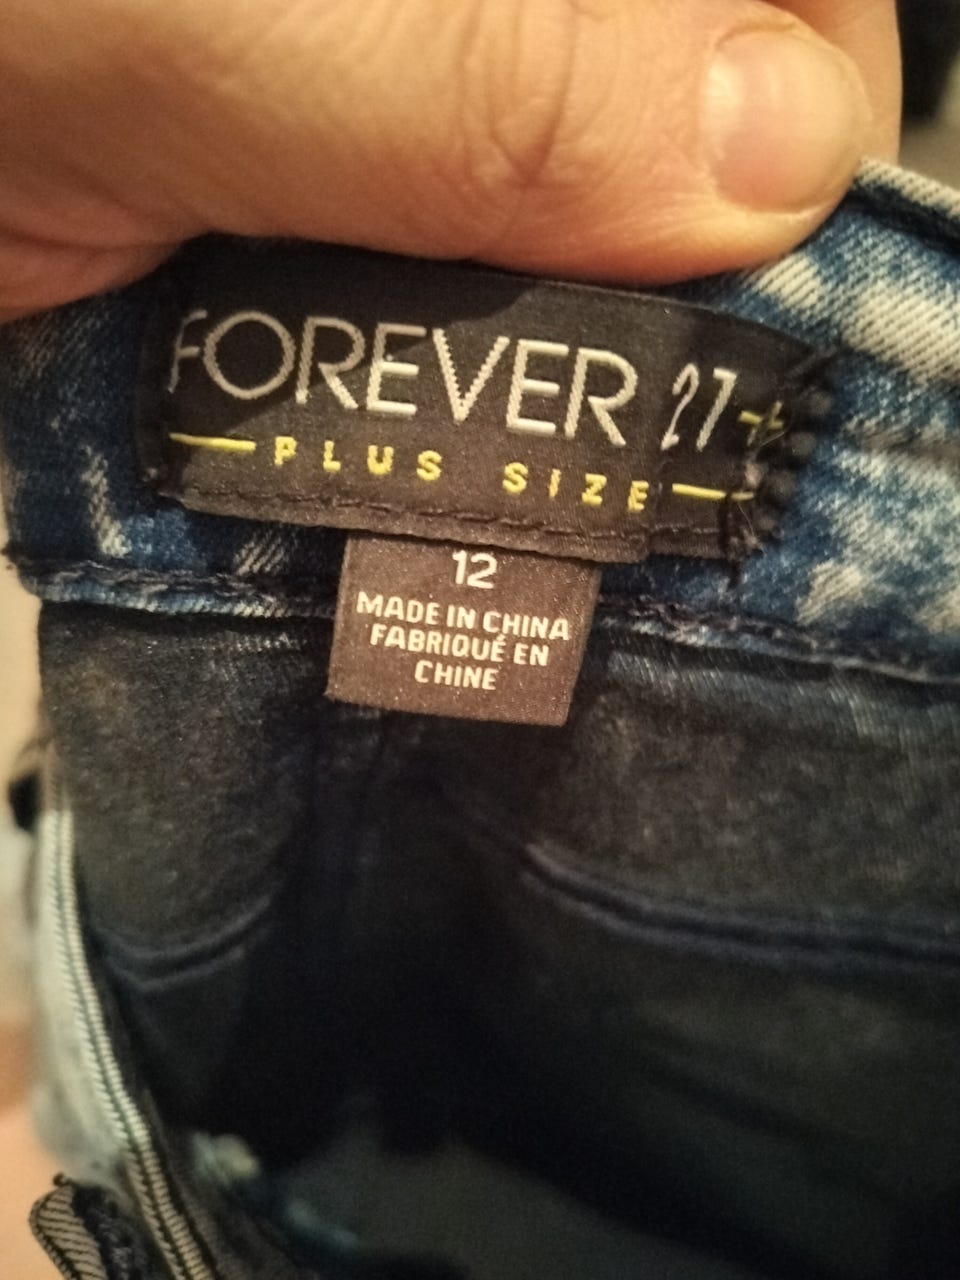 FOREVER 21+
PLUS SIZE
12
MADE IN CHINA
FABRIQUÉ EN
CHINE